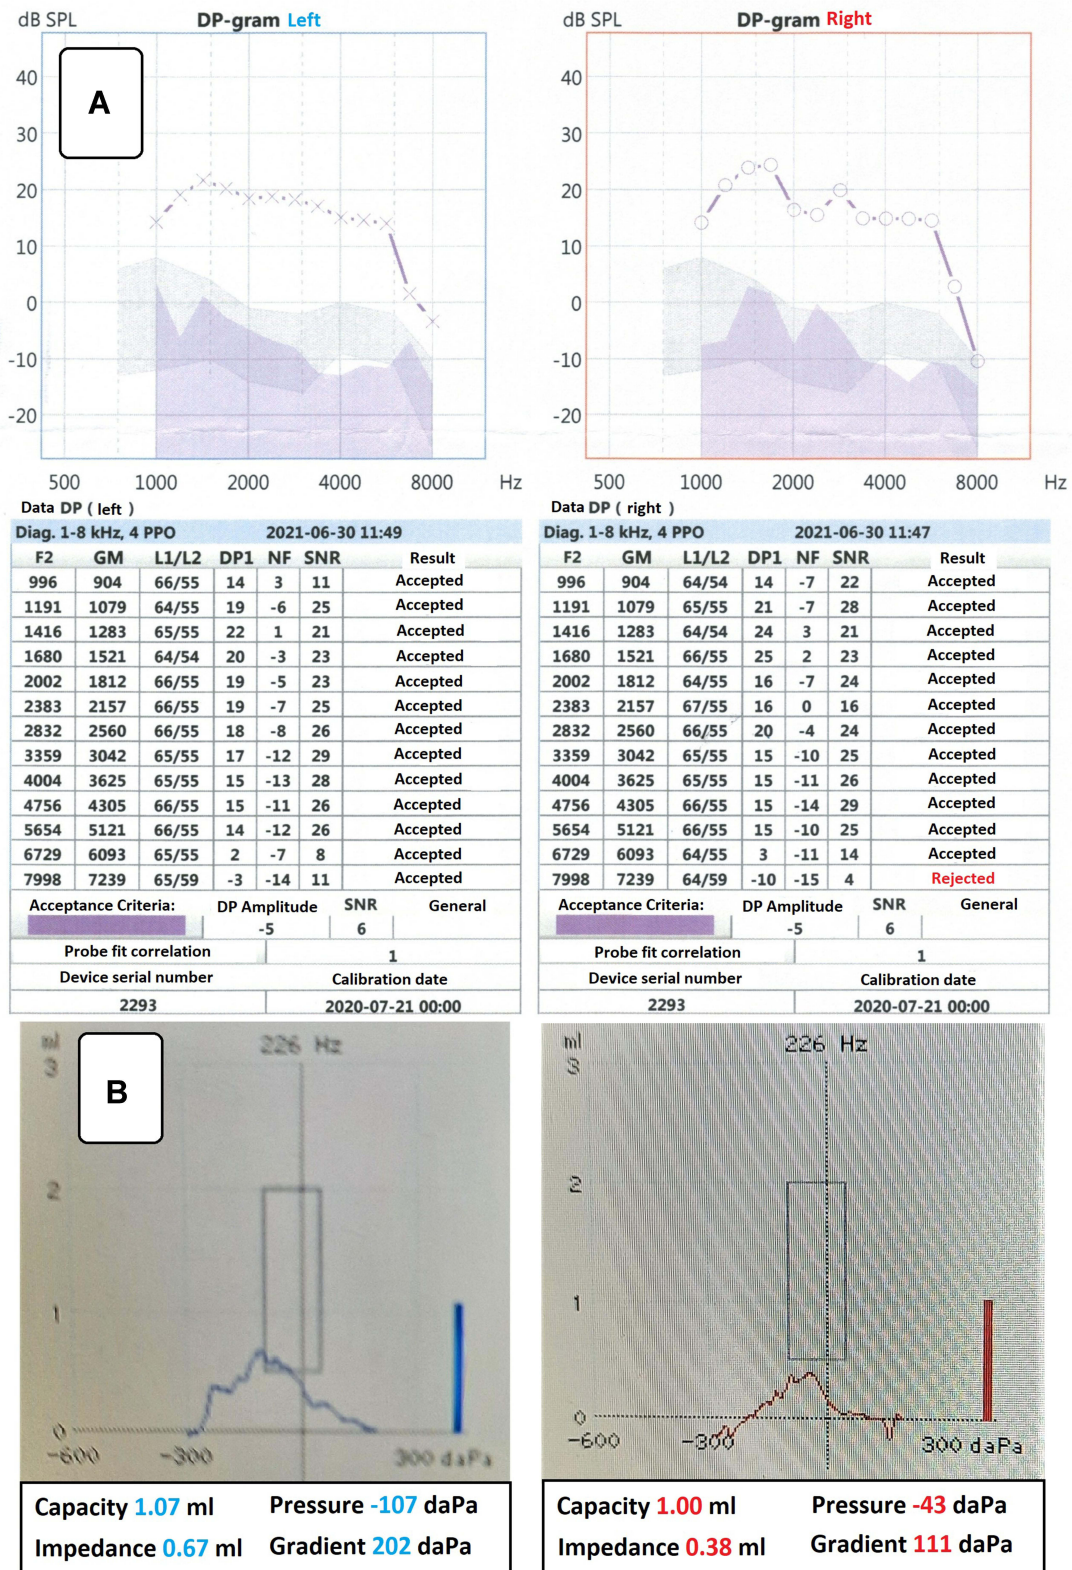 dB SPL DP-gram Left
A
40
30
20
10
0
-10
-20
500 1000 2000 4000 8000 Hz
dB SPL DP-gram Right
40
30
20
10
0
-10
-20
500 1000 2000 4000 8000 Hz
Data DP ( left )
Diag. 1-8 kHz, 4 PPO 2021-06-30 11:49
F2 GM L1/L2 DP1 NF SNR Result
996 904 66/55 14 3 11 Accepted
1191 1079 64/55 19 -6 25 Accepted
1416 1283 65/55 22 1 21 Accepted
1680 1521 64/54 20 -3 23 Accepted
2002 1812 66/55 19 -5 23 Accepted
2383 2157 66/55 19 -7 25 Accepted
2832 2560 66/55 18 -8 26 Accepted
3359 3042 65/55 17 -12 29 Accepted
4004 3625 65/55 15 -13 28 Accepted
4756 4305 66/55 15 -11 26 Accepted
5654 5121 66/55 14 -12 26 Accepted
6729 6093 65/55 2 -7 8 Accepted
7998 7239 65/59 -3 -14 11 Accepted
Acceptance Criteria: DP Amplitude SNR General
-5 6
Probe fit correlation 1
Device serial number Calibration date
2293 2020-07-21 00:00
Data DP ( right )
Diag. 1-8 kHz, 4 PPO 2021-06-30 11:47
F2 GM L1/L2 DP1 NF SNR Result
996 904 64/54 14 -7 22 Accepted
1191 1079 65/55 21 -7 28 Accepted
1416 1283 64/54 24 3 21 Accepted
1680 1521 66/55 25 2 23 Accepted
2002 1812 64/55 16 -7 24 Accepted
2383 2157 67/55 16 0 16 Accepted
2832 2560 66/55 20 -4 24 Accepted
3359 3042 65/55 15 -10 25 Accepted
4004 3625 65/55 15 -11 26 Accepted
4756 4305 66/55 15 -14 29 Accepted
5654 5121 66/55 15 -10 25 Accepted
6729 6093 64/55 3 -11 14 Accepted
7998 7239 64/59 -10 -15 4 Rejected
Acceptance Criteria: DP Amplitude SNR General
-5 6
Probe fit correlation 1
Device serial number Calibration date
2293 2020-07-21 00:00
ml 226 Hz
B
3
2
1
0
-600 -300 300 daPa
Capacity 1.07 ml Pressure -107 daPa
Impedance 0.67 ml Gradient 202 daPa
ml 226 Hz
3
2
1
0
-600 -300 300 daPa
Capacity 1.00 ml Pressure -43 daPa
Impedance 0.38 ml Gradient 111 daPa